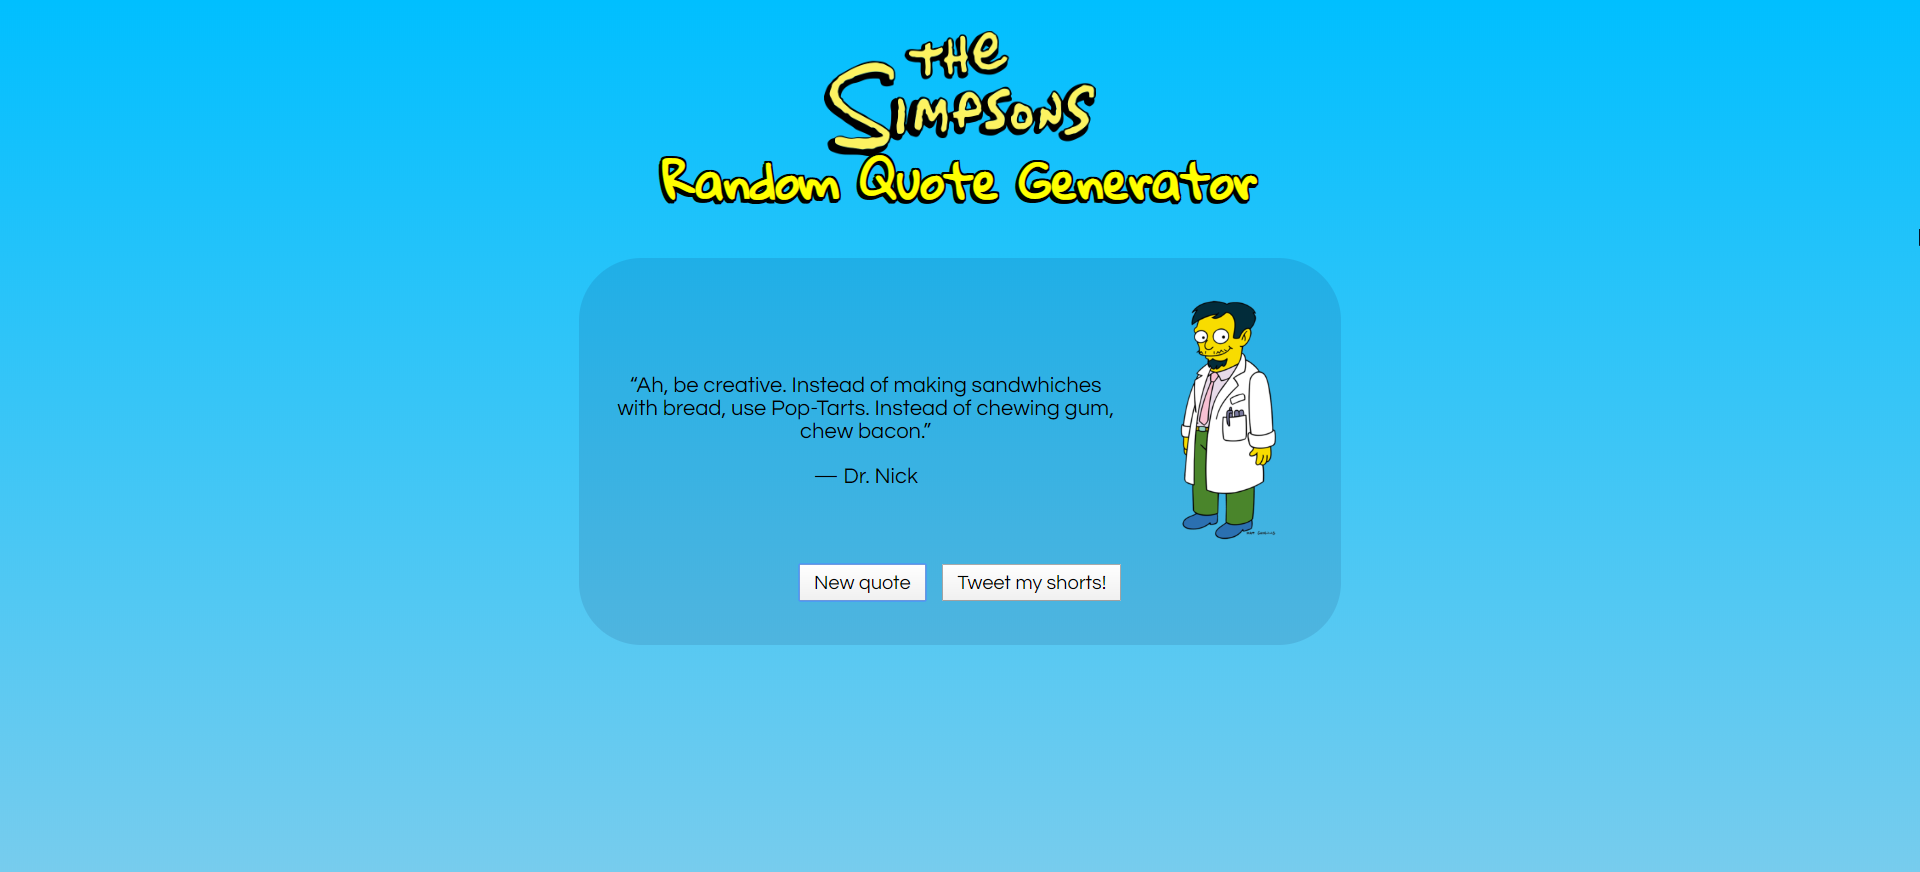 THE
SIMPSONS
Random Quote Generator
“Ah, be creative. Instead of making sandwhiches
with bread, use Pop-Tarts. Instead of chewing gum,
chew bacon.”
— Dr. Nick
New quote
Tweet my shorts!